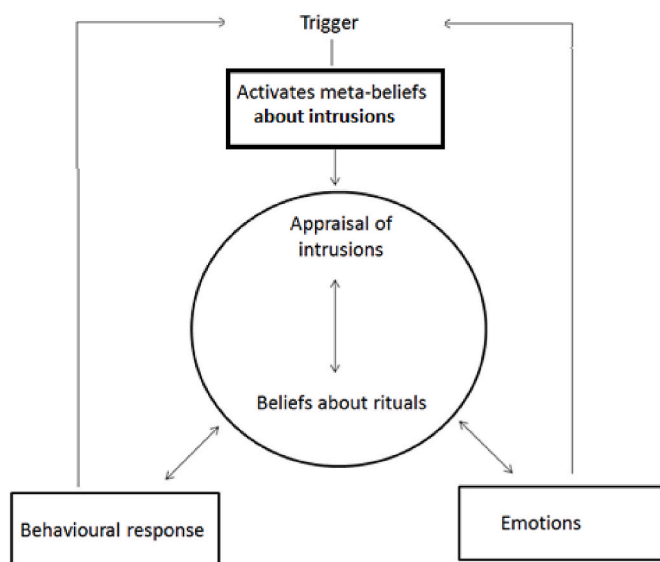 Trigger
Activates meta-beliefs
about intrusions
Appraisal of
intrusions
Beliefs about rituals
Behavioural response
Emotions